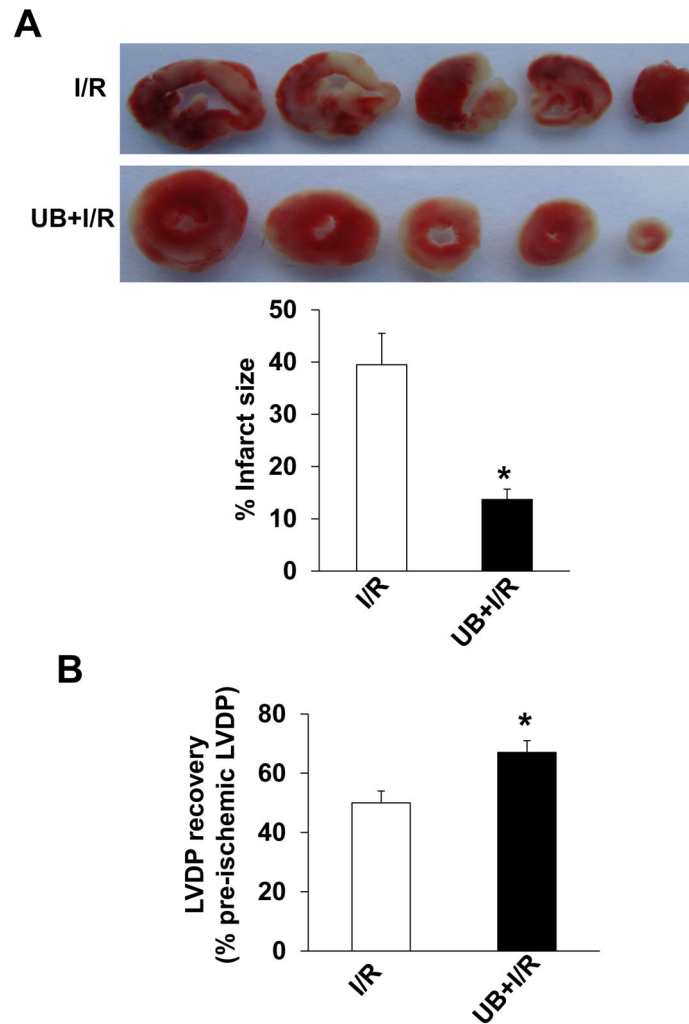 A
I/R
UB+I/R
50
40
30
20
10
0
% Infarct size
*
I/R
UB+I/R
B
80
60
40
20
0
LVDP recovery
(% pre-ischemic LVDP)
*
I/R
UB+I/R